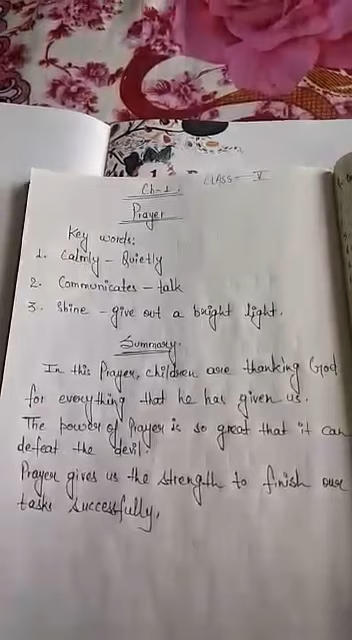 Ch-1.
CLASS - V
Prayer
Key words:
1. Calmly - Quietly
2. Communicates - talk
3. Shine - give out a bright light.
Summary.
In this Prayer, children are thanking God
for everything that he has given us.
The power of Prayer is so great that it can
defeat the devil.
Prayer gives us the strength to finish our
tasks successfully.